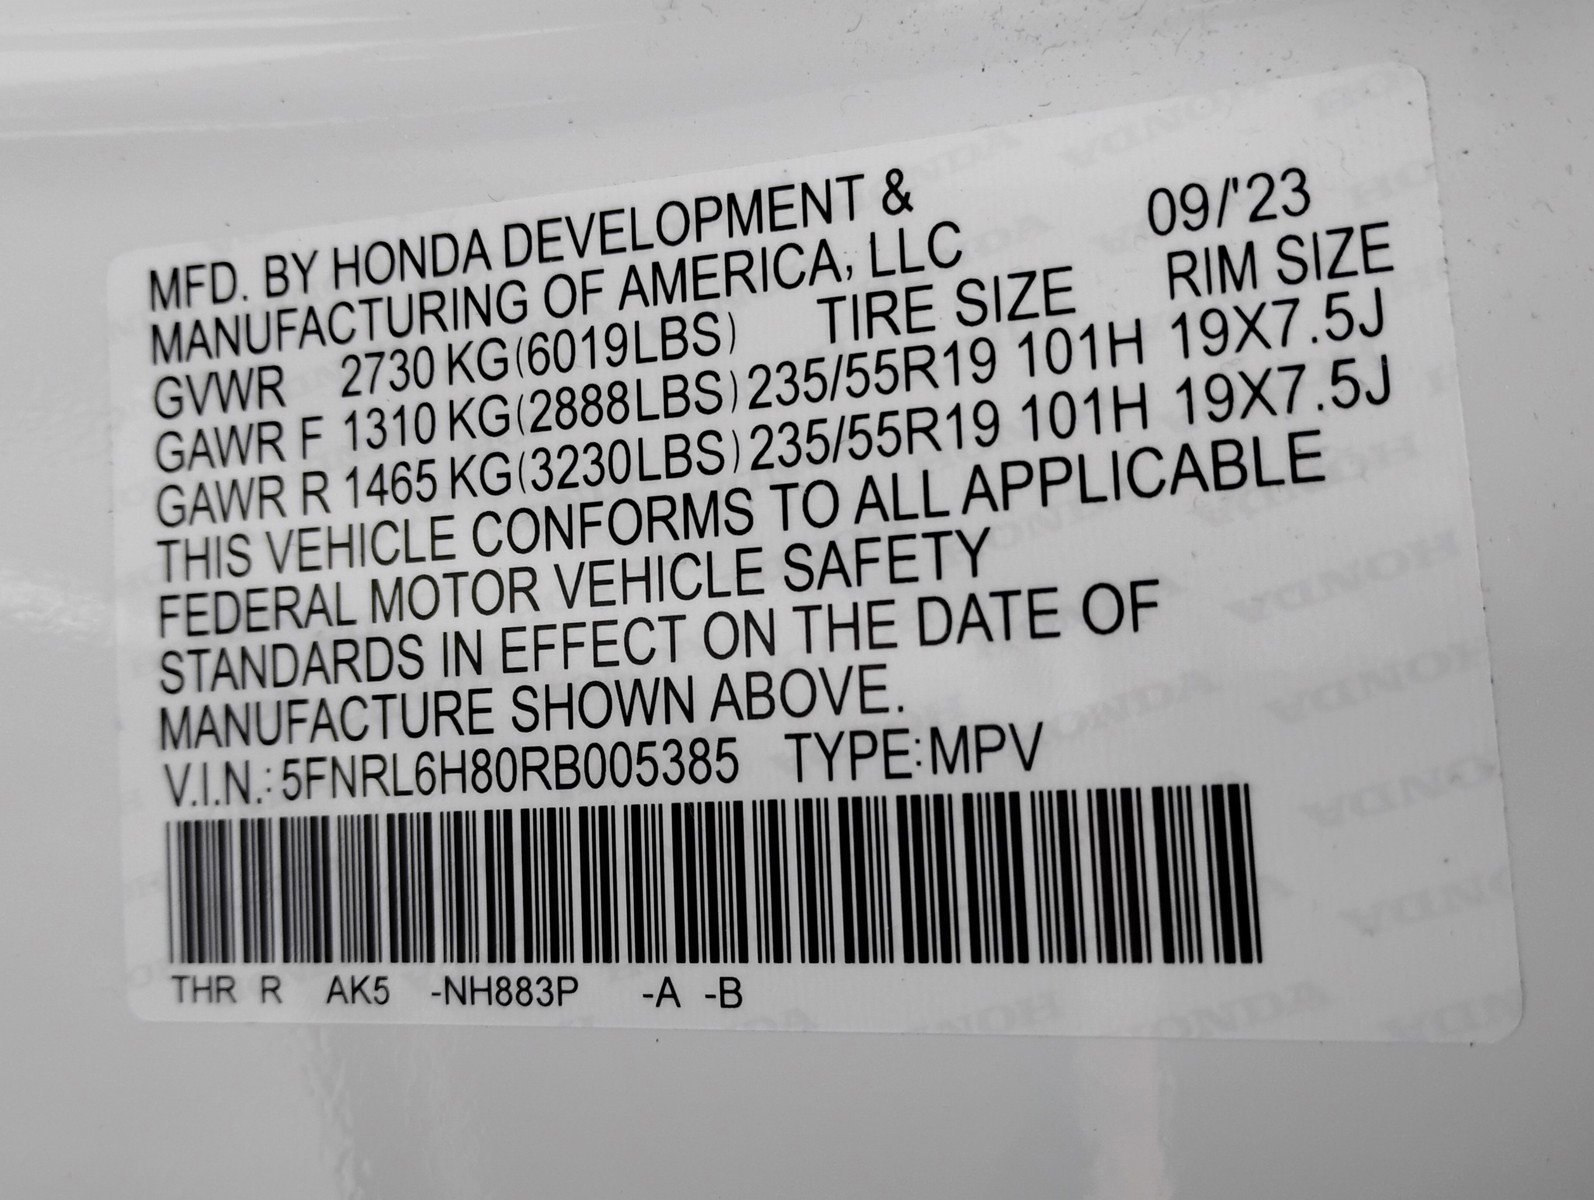 MFD. BY HONDA DEVELOPMENT & 09/'23
MANUFACTURING OF AMERICA, LLC RIM SIZE
GVWR 2730 KG(6019LBS) TIRE SIZE
GAWR F 1310 KG(2888LBS) 235/55R19 101H 19X7.5J
GAWR R 1465 KG(3230LBS) 235/55R19 101H 19X7.5J
THIS VEHICLE CONFORMS TO ALL APPLICABLE
FEDERAL MOTOR VEHICLE SAFETY
STANDARDS IN EFFECT ON THE DATE OF
MANUFACTURE SHOWN ABOVE.
V.I.N.: 5FNRL6H80RB005385 TYPE:MPV
THR R AK5 -NH883P -A -B